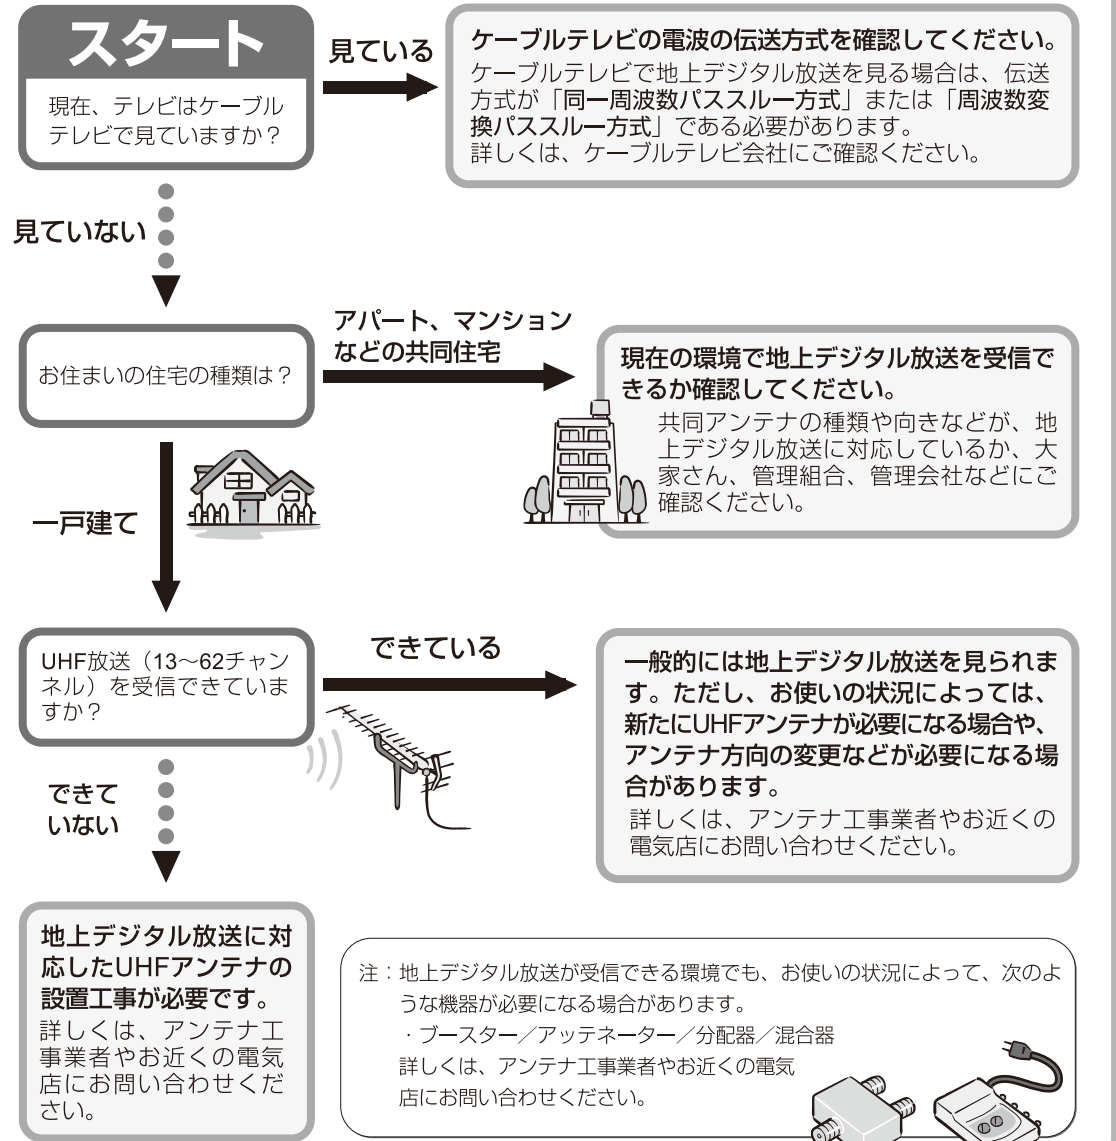 スタート
現在、テレビはケーブル
テレビで見ていますか？
見ている
ケーブルテレビの電波の伝送方式を確認してください。
ケーブルテレビで地上デジタル放送を見る場合は、伝送
方式が「同一周波数パススルー方式」または「周波数変
換パススルー方式」である必要があります。
詳しくは、ケーブルテレビ会社にご確認ください。
見ていない
お住まいの住宅の種類は？
アパート、マンション
などの共同住宅
現在の環境で地上デジタル放送を受信で
きるか確認してください。
共同アンテナの種類や向きなどが、地
上デジタル放送に対応しているか、大
家さん、管理組合、管理会社などにご
確認ください。
一戸建て
UHF放送（13～62チャン
ネル）を受信できていま
すか？
できている
一般的には地上デジタル放送を見られま
す。ただし、お使いの状況によっては、
新たにUHFアンテナが必要になる場合や、
アンテナ方向の変更などが必要になる場
合があります。
詳しくは、アンテナ工事業者やお近くの
電気店にお問い合わせください。
できて
いない
地上デジタル放送に対
応したUHFアンテナの
設置工事が必要です。
詳しくは、アンテナ工
事業者やお近くの電気
店にお問い合わせくだ
さい。
注：地上デジタル放送が受信できる環境でも、お使いの状況によって、次のよ
うな機器が必要になる場合があります。
・ブースター／アッテネーター／分配器／混合器
詳しくは、アンテナ工事業者やお近くの電気
店にお問い合わせください。